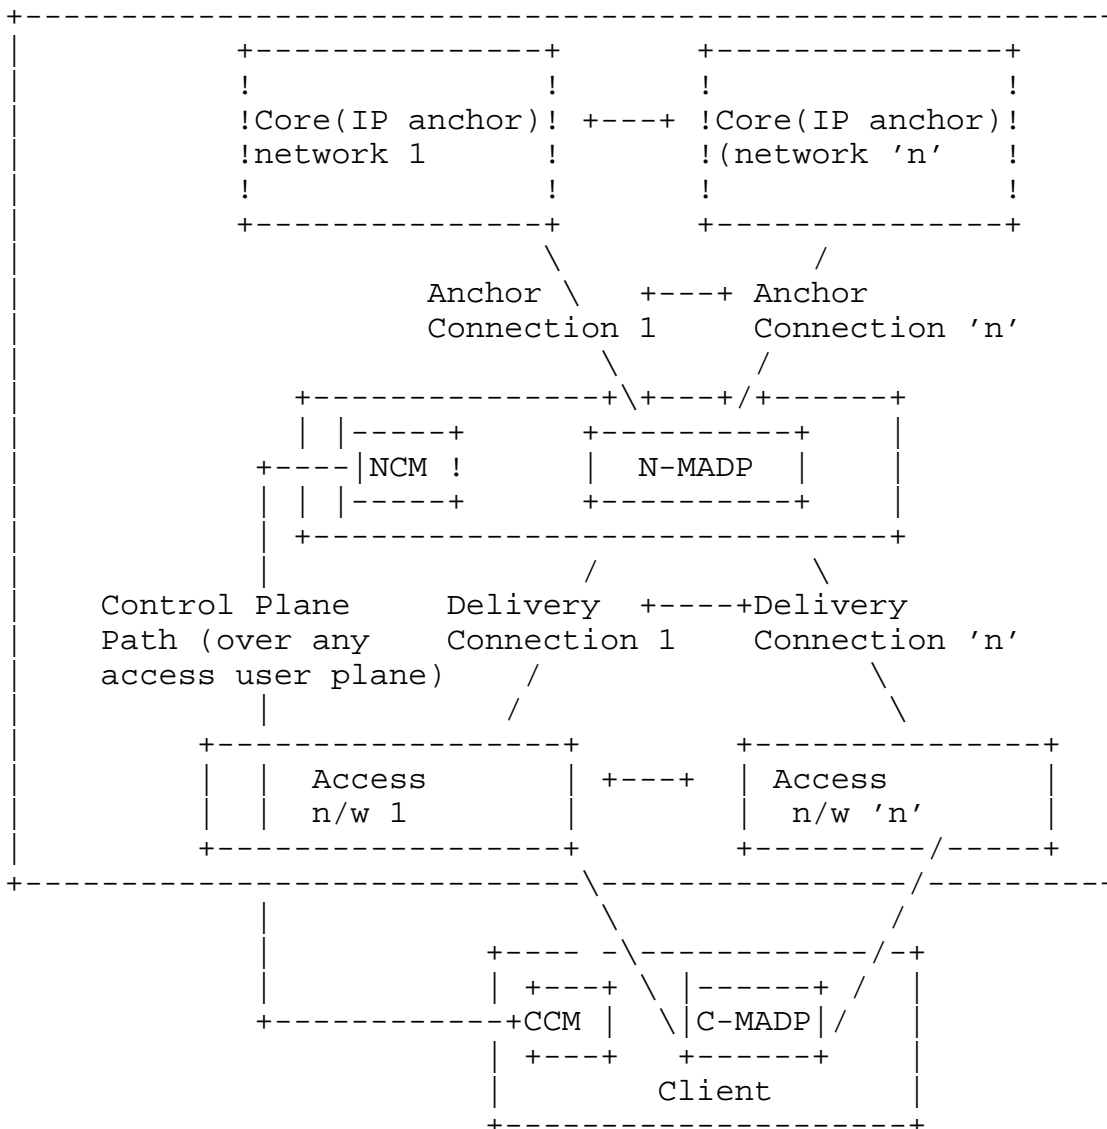 Core(IP anchor) +---+ Core(IP anchor)
network 1 (network ’n’
Anchor +---+ Anchor
Connection 1 Connection ’n’
NCM N-MADP
Control Plane Delivery +----+Delivery
Path (over any Connection 1 Connection ’n’
access user plane)
Access +---+ Access
n/w 1 n/w ’n’
CCM C-MADP
Client